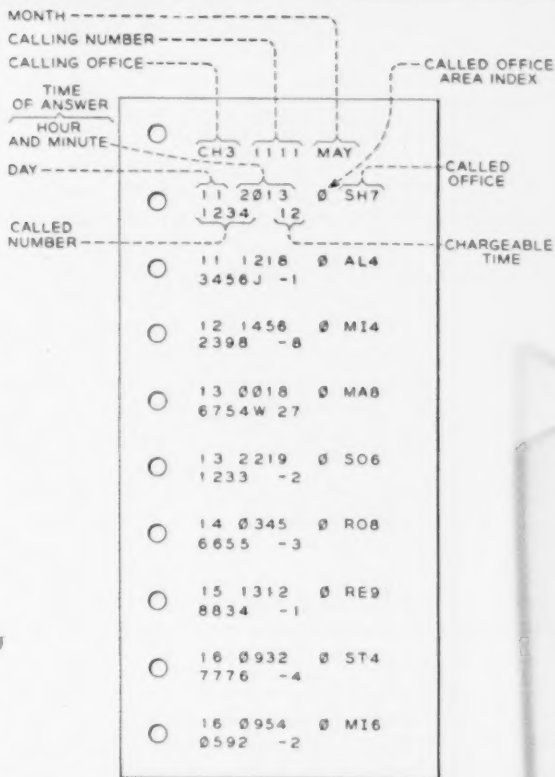 MONTH
CALLING NUMBER
CALLING OFFICE
CALLED OFFICE
AREA INDEX
TIME
OF ANSWER
HOUR
AND MINUTE
CH3 1111 MAY
DAY
CALLED
OFFICE
11 2013 Ø SH7
1234 12
CALLED
NUMBER
CHARGEABLE
TIME
11 1218 Ø AL4
3456J -1
12 1456 Ø MI4
2398 -8
13 0018 Ø MA8
6754W 27
13 2219 Ø SO6
1233 -2
14 Ø345 Ø RO8
6655 -3
15 1312 Ø RE9
8834 -1
16 Ø932 Ø ST4
7776 -4
16 Ø954 Ø MI6
Ø592 -2